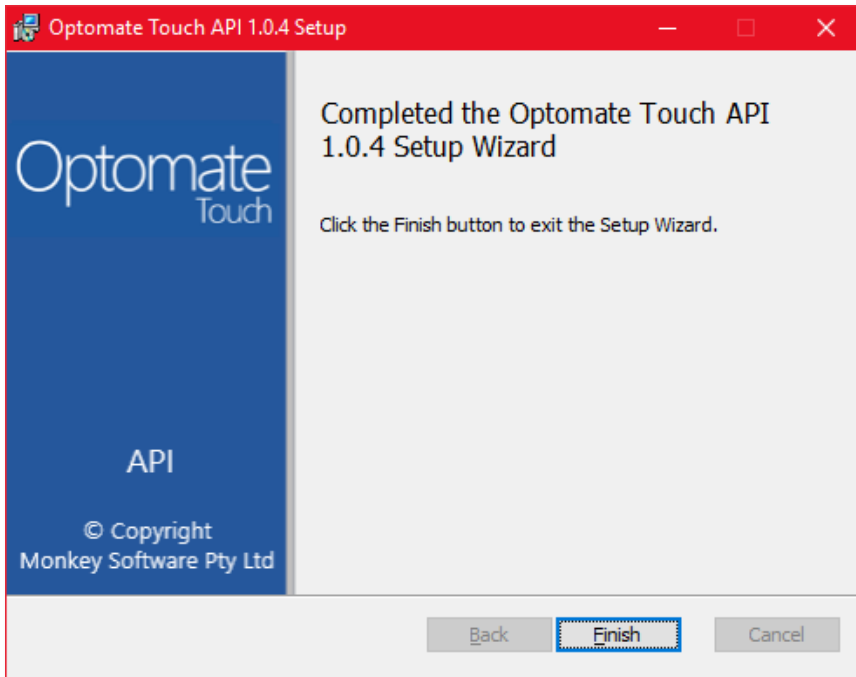 Optomate Touch API 1.0.4 Setup
Optomate
Touch
Completed the Optomate Touch API
1.0.4 Setup Wizard
Click the Finish button to exit the Setup Wizard.
API
© Copyright
Monkey Software Pty Ltd
Back
Finish
Cancel